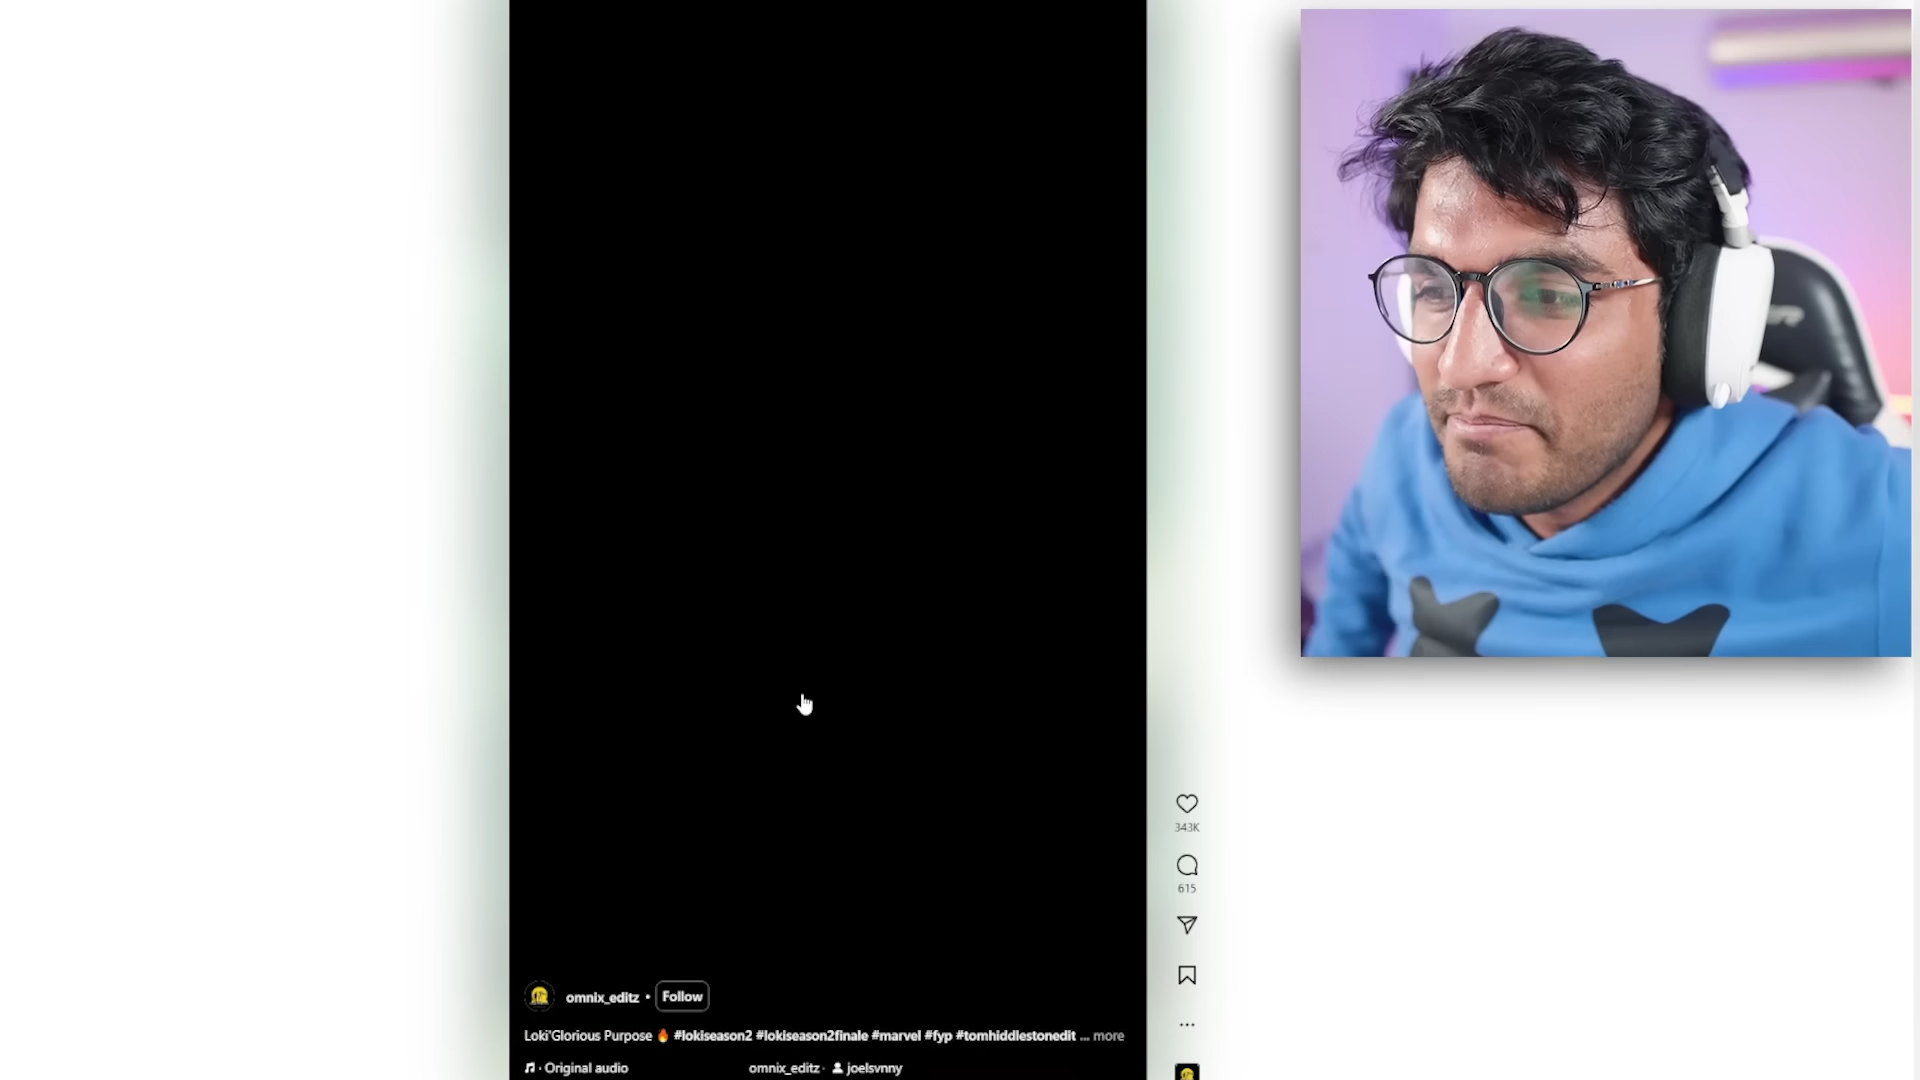 343K
615
omnix_editz • Follow
Loki'Glorious Purpose 🔥 #lokiseason2 #lokiseason2finale #marvel #fyp #tomhiddlestonedit ... more
Original audio omnix_editz · joelsvnny